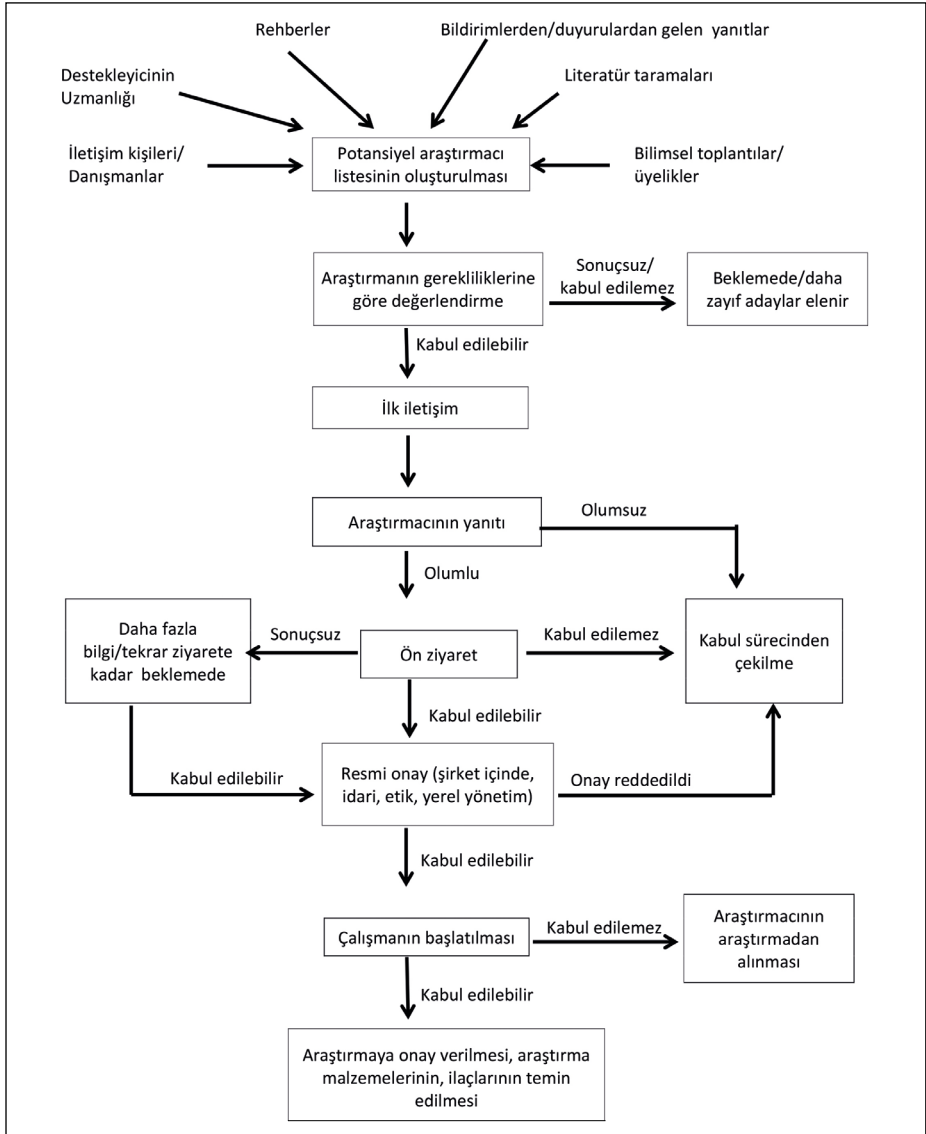 Rehberler
Bildirimlerden/duyurulardan gelen yanıtlar
Destekleyicinin
Uzmanlığı
Literatür taramaları
İletişim kişileri/
Danışmanlar
Potansiyel araştırmacı
listesinin oluşturulması
Bilimsel toplantılar/
üyelikler
Araştırmanın gerekliliklerine
göre değerlendirme
Sonuçsuz/
kabul edilemez
Beklemede/daha
zayıf adaylar elenir
Kabul edilebilir
İlk iletişim
Araştırmacının yanıtı
Olumsuz
Olumlu
Daha fazla
bilgi/tekrar ziyarete
kadar beklemede
Sonuçsuz
Ön ziyaret
Kabul edilemez
Kabul sürecinden
çekilme
Kabul edilebilir
Kabul edilebilir
Resmi onay (şirket içinde,
idari, etik, yerel yönetim)
Onay reddedildi
Kabul edilebilir
Çalışmanın başlatılması
Kabul edilemez
Araştırmacının
araştırmadan
alınması
Kabul edilebilir
Araştırmaya onay verilmesi, araştırma
malzemelerinin, ilaçlarının temin
edilmesi